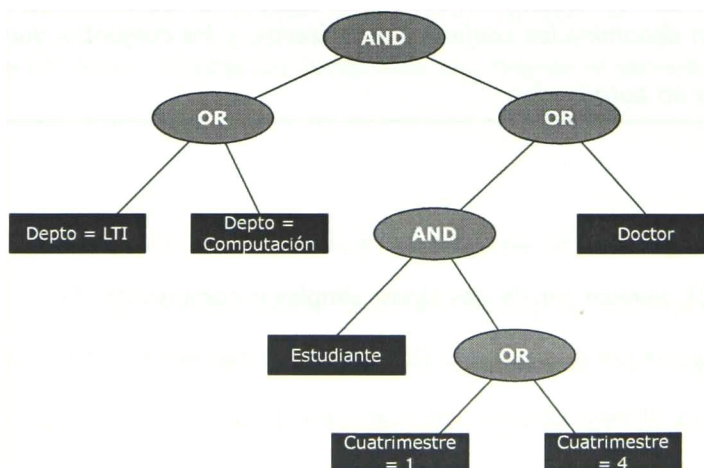 AND
OR
OR
Depto = LTI
Depto =
Computación
AND
Doctor
Estudiante
OR
Cuatrimestre
= 1
Cuatrimestre
= 4